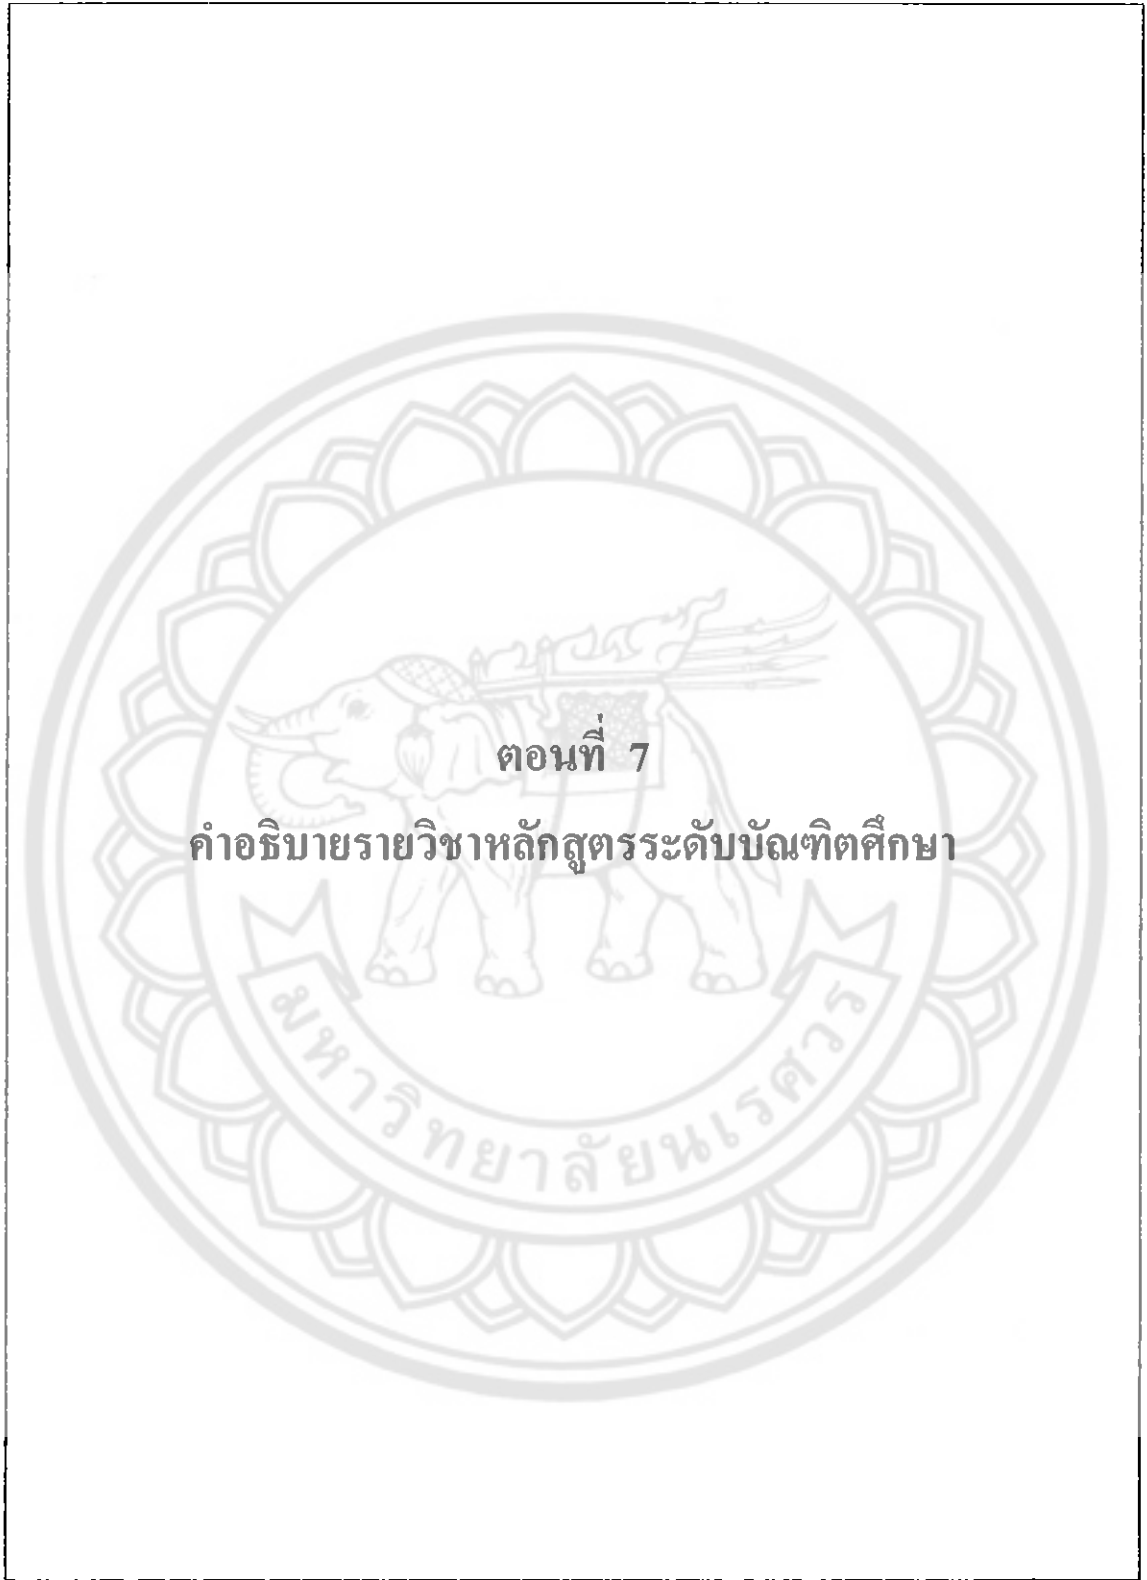 ตอนที่ 7
คำอธิบายรายวิชาหลักสูตรระดับบัณฑิตศึกษา
มหาวิทยาลัยนเรศวร